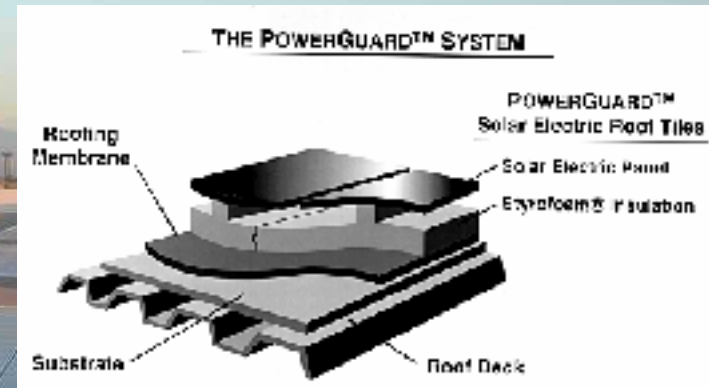 THE POWERGUARD™ SYSTEM
POWERGUARD™
Solar Electric Roof Tiles
Roofing
Membrane
Solar Electric Panel
Styrofoam® Insulation
Substrate
Roof Deck